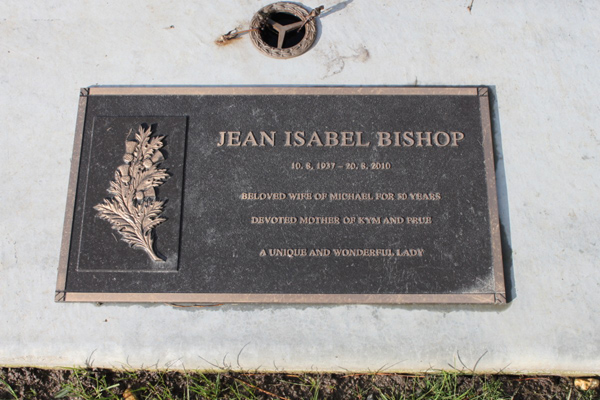 JEAN ISABEL BISHOP
10. 8. 1937 – 20. 8. 2010
BELOVED WIFE OF MICHAEL FOR 50 YEARS
DEVOTED MOTHER OF KYM AND PRUE
A UNIQUE AND WONDERFUL LADY